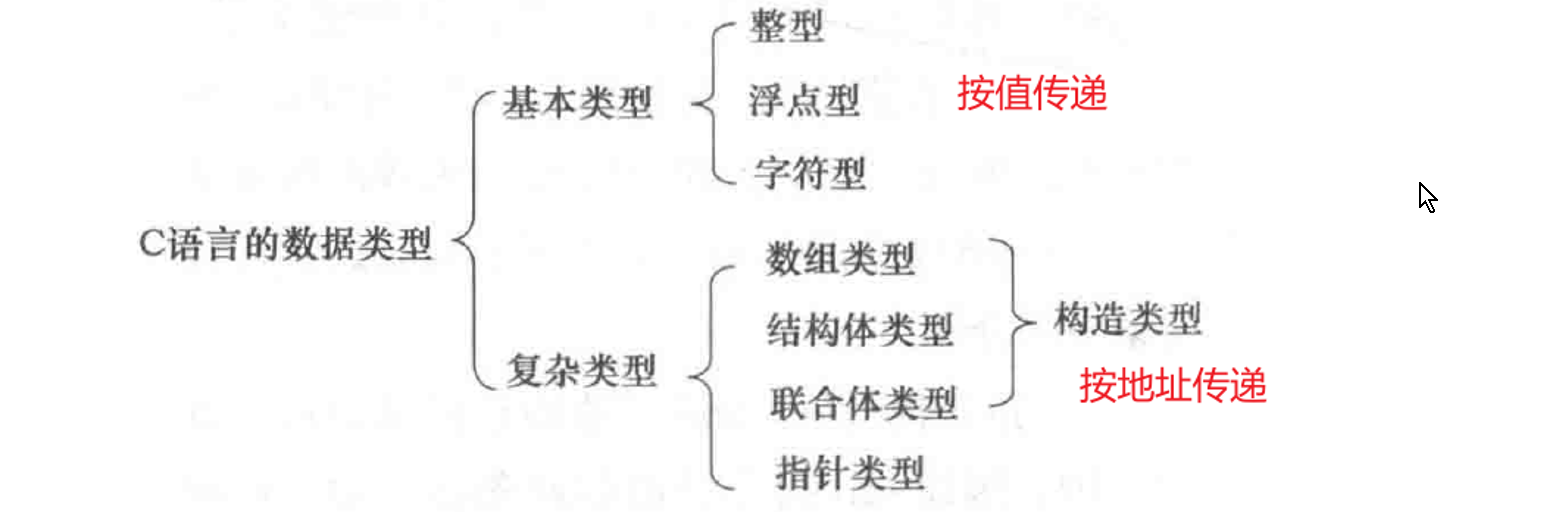 整型
基本类型
浮点型
按值传递
字符型
C语言的数据类型
数组类型
结构体类型
构造类型
复杂类型
按地址传递
联合体类型
指针类型